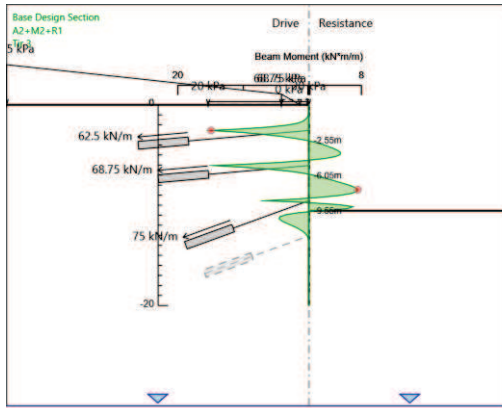 Base Design Section
A2+M2+R1
Drive Resistance
5 kPa
Beam Moment (kN*m/m)
20 8
20 kPa
0
62.5 kN/m
-2.55m
68.75 kN/m
-6.05m
75 kN/m
-9.55m
-20